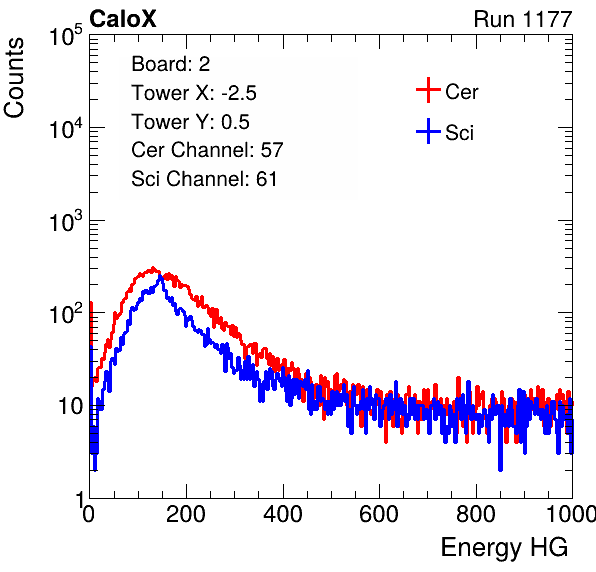 CaloX Run 1177
Counts
10^5
10^4
10^3
10^2
10
1
Board: 2
Tower X: -2.5
Tower Y: 0.5
Cer Channel: 57
Sci Channel: 61
Cer
Sci
0 200 400 600 800 1000
Energy HG